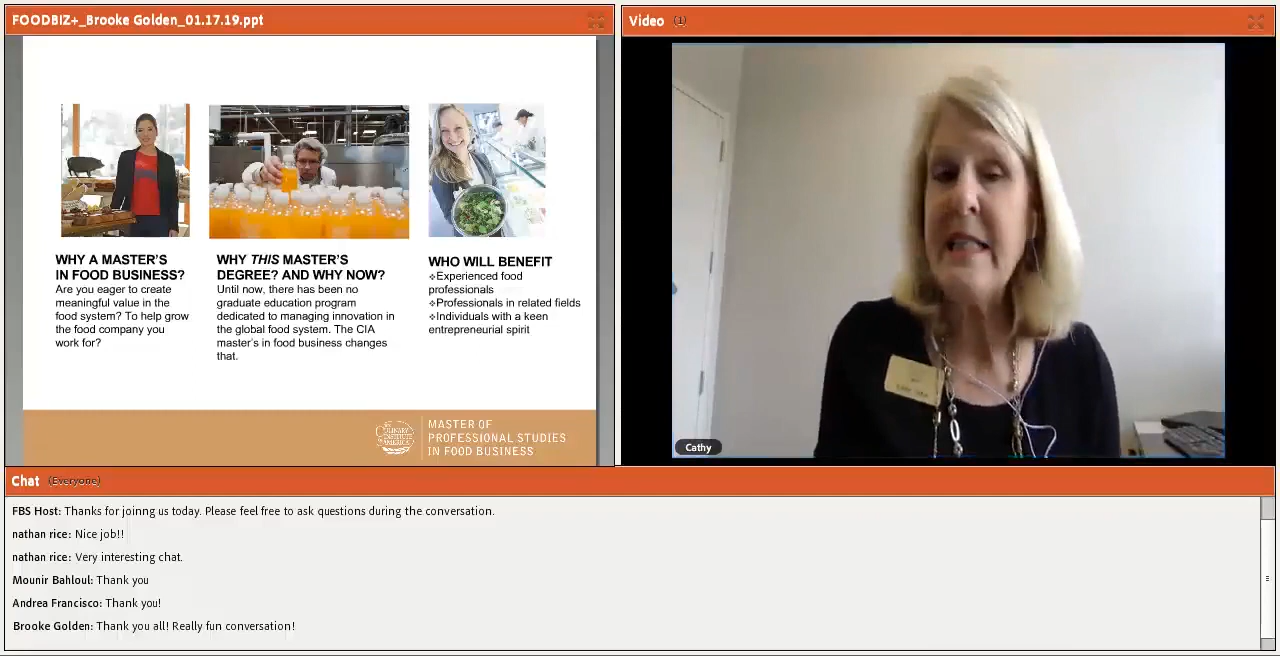 FOODBIZ+_Brooke Golden_01.17.19.ppt
WHY A MASTER'S
IN FOOD BUSINESS?
Are you eager to create
meaningful value in the
food system? To help grow
the food company you
work for?
WHY THIS MASTER'S
DEGREE? AND WHY NOW?
Until now, there has been no
graduate education program
dedicated to managing innovation in
the global food system. The CIA
master's in food business changes
that.
WHO WILL BENEFIT
❖Experienced food
professionals
❖Professionals in related fields
❖Individuals with a keen
entrepreneurial spirit
CULINARY
INSTITUTE
AMERICA
MASTER OF
PROFESSIONAL STUDIES
IN FOOD BUSINESS
Video (1)
Cathy
Chat (Everyone)
FBS Host: Thanks for joinng us today. Please feel free to ask questions during the conversation.
nathan rice: Nice job!!
nathan rice: Very interesting chat.
Mounir Bahloul: Thank you
Andrea Francisco: Thank you!
Brooke Golden: Thank you all! Really fun conversation!